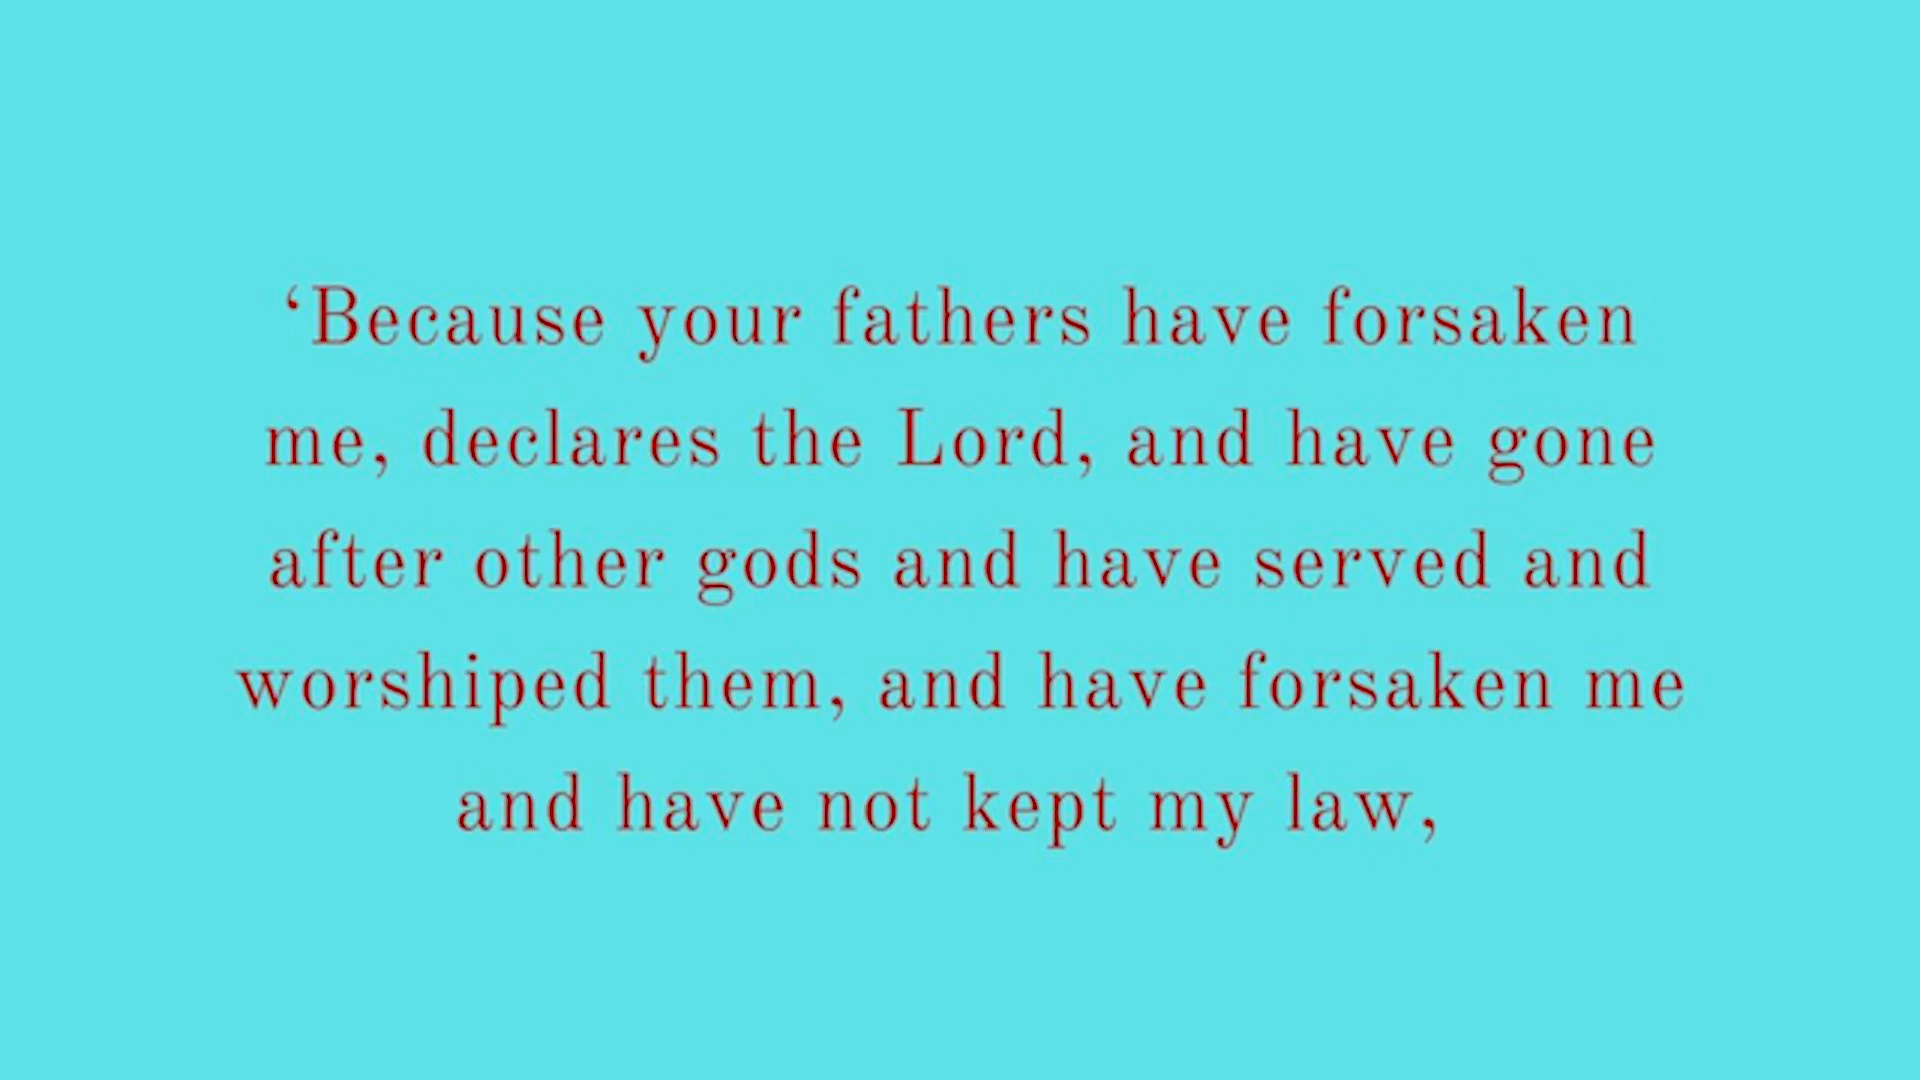 ‘Because your fathers have forsaken
me, declares the Lord, and have gone
after other gods and have served and
worshiped them, and have forsaken me
and have not kept my law,